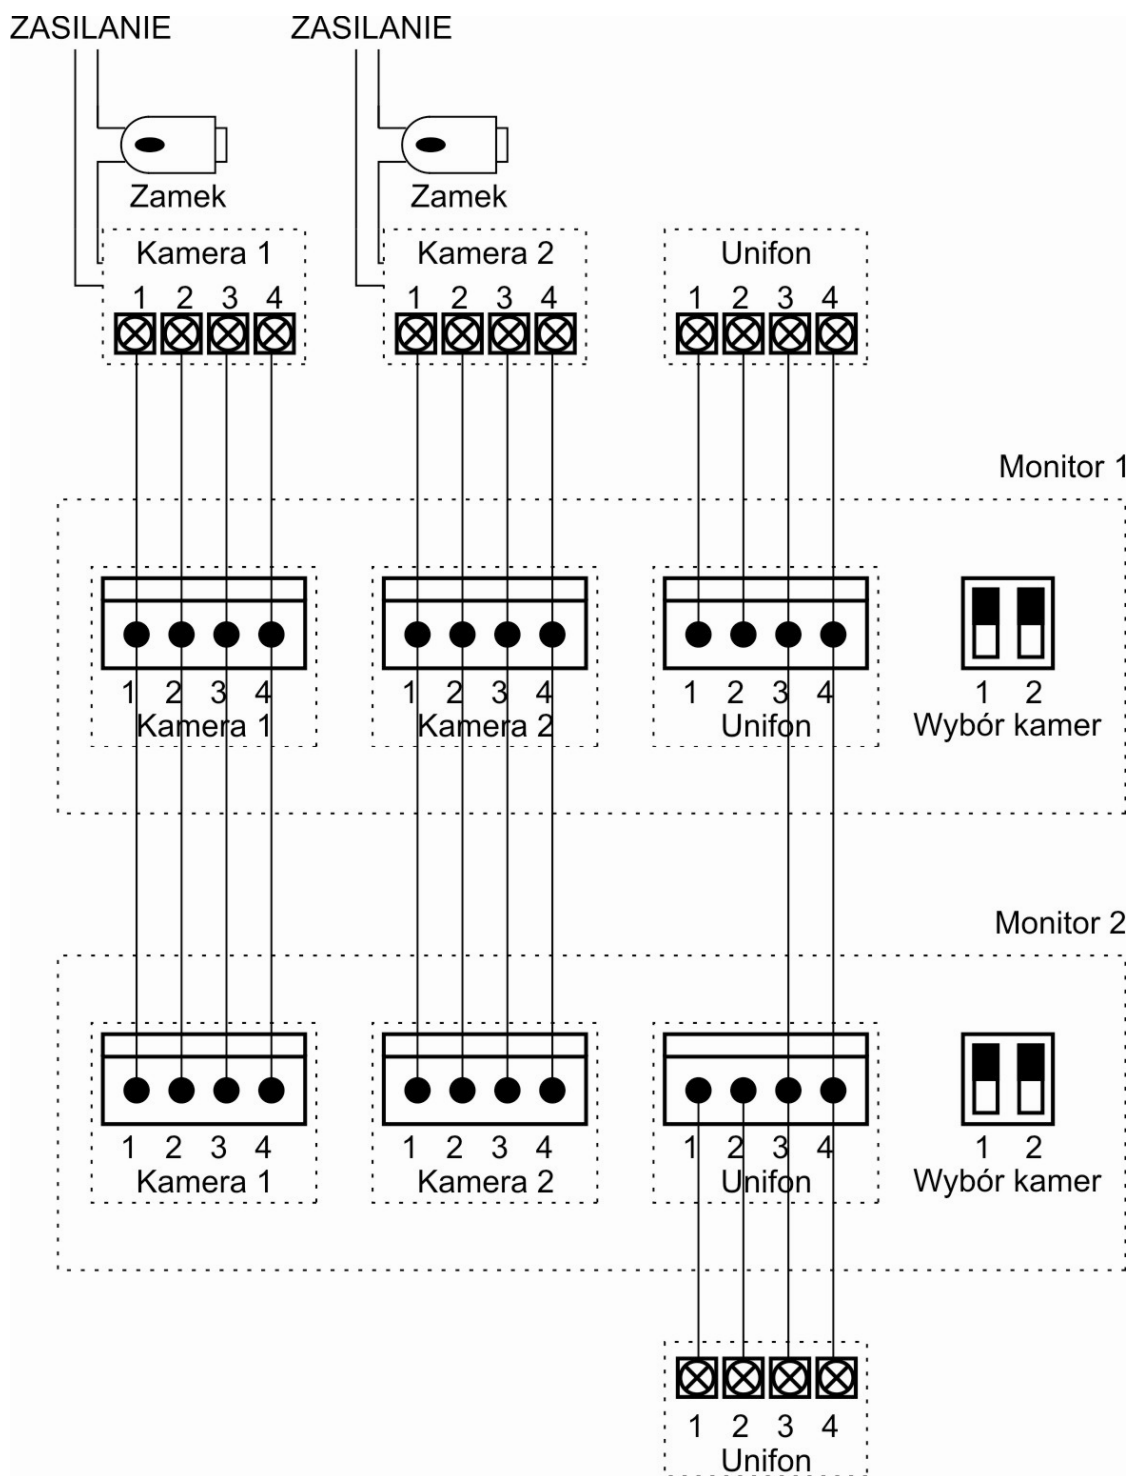 ZASILANIE ZASILANIE
Zamek Zamek
Kamera 1 Kamera 2 Unifon
1 2 3 4 1 2 3 4 1 2 3 4
Monitor 1
1 2 3 4 1 2 3 4 1 2 3 4 1 2
Kamera 1 Kamera 2 Unifon Wybór kamer
Monitor 2
1 2 3 4 1 2 3 4 1 2 3 4 1 2
Kamera 1 Kamera 2 Unifon Wybór kamer
1 2 3 4
Unifon